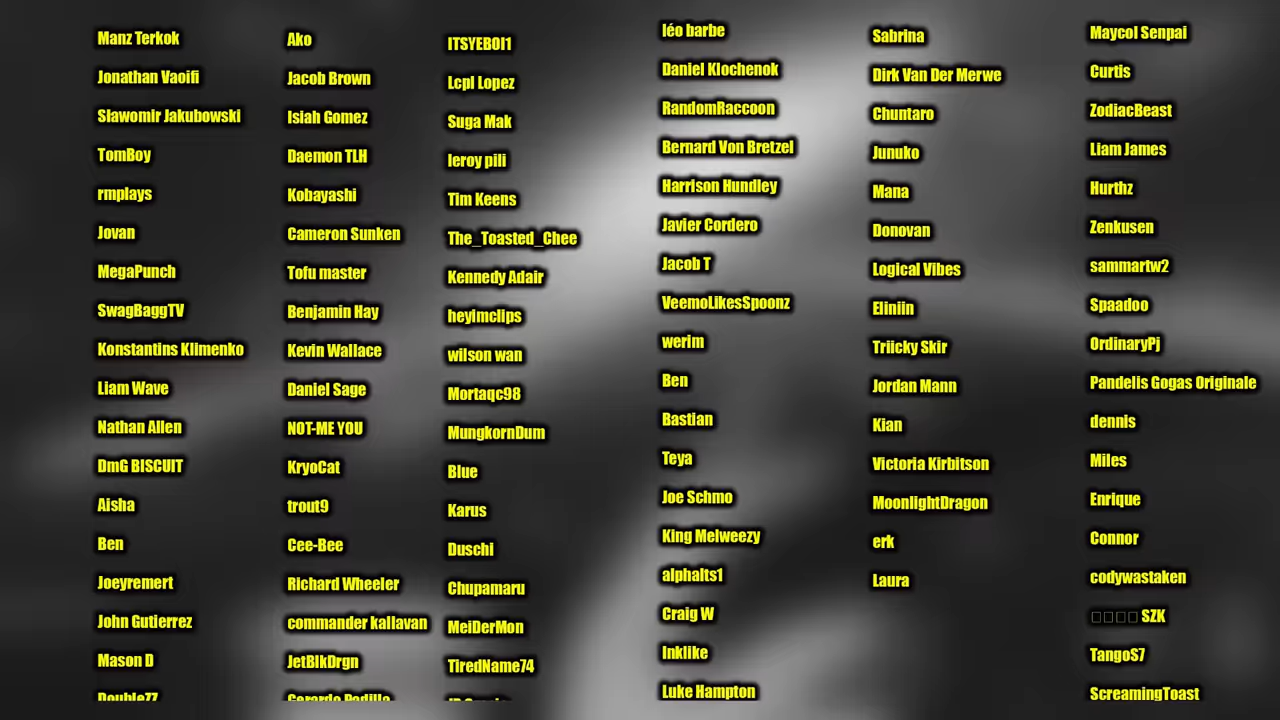 Manz Terkok
Jonathan Vaoifi
Slawomir Jakubowski
TomBoy
rmplays
Jovan
MegaPunch
SwagBaggTV
Konstantins Klimenko
Liam Wave
Nathan Allen
DmG BISCUIT
Aisha
Ben
Joeyremert
John Gutierrez
Mason D
Double77
Ako
Jacob Brown
Isiah Gomez
Daemon TLH
Kobayashi
Cameron Sunken
Tofu master
Benjamin Hay
Kevin Wallace
Daniel Sage
NOT-ME YOU
KryoCat
trout9
Cee-Bee
Richard Wheeler
commander kallavan
JetBlkDrgn
Gerardo Padilla
ITSYEBOI1
Lcpl Lopez
Suga Mak
leroy pili
Tim Keens
The_Toasted_Chee
Kennedy Adair
heyimclips
wilson wan
Mortaqc98
MungkornDum
Blue
Karus
Duschi
Chupamaru
MeiDerMon
TiredName74
léo barbe
Daniel Klochenok
RandomRaccoon
Bernard Von Bretzel
Harrison Hundley
Javier Cordero
Jacob T
VeemoLikesSpoonz
werim
Ben
Bastian
Teya
Joe Schmo
King Melweezy
alphalts1
Craig W
Inklike
Luke Hampton
Sabrina
Dirk Van Der Merwe
Chuntaro
Junuko
Mana
Donovan
Logical Vibes
Eliniin
Triicky Skir
Jordan Mann
Kian
Victoria Kirbitson
MoonlightDragon
erk
Laura
Maycol Senpai
Curtis
ZodiacBeast
Liam James
Hurthz
Zenkusen
sammartw2
Spaadoo
OrdinaryPj
Pandelis Gogas Originale
dennis
Miles
Enrique
Connor
codywastaken
SZK
TangoS7
ScreamingToast